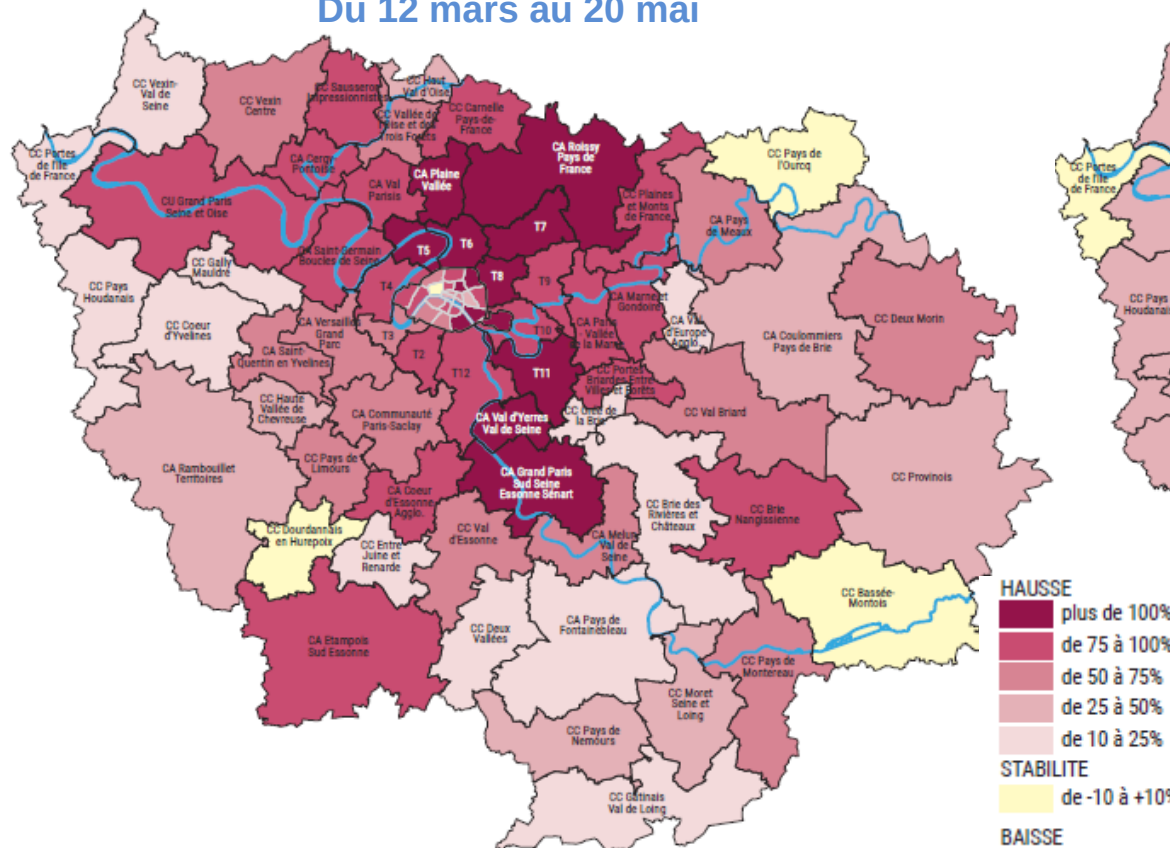 Du 12 mars au 20 mai
CC Vexin-
Val de
Seine
CC Vexin
Centre
CC Sausseron
Impressionnistes
CC Haut
Val d'Oise
CC Vallée de
l'Oise et des
Trois Forêts
CC Carnelle
Pays-de-
France
CA Roissy
Pays de
France
CC Pays de
l'Ourcq
CC Portes
de l'Ile
de France
CA Cergy
Pontoise
CA Plaine
Vallée
CA Val
Parisis
CU Grand Paris
Seine et Oise
CC Plaines
et Monts
de France
CA Pays
de Meaux
T7
T6
T5
CA Saint-Germain
Boucles de Seine
CC Gally
Mauldre
T8
T9
T4
CC Pays
Houdanais
CA Marne et
Gondoire
CA Val
d'Europe
Agglo.
CC Deux Morin
CC Coeur
d'Yvelines
CA Versailles
Grand
Parc
T3
T10
CA Paris
- Vallée
de la Marne
CA Coulommiers
Pays de Brie
CA Saint-
Quentin en Yvelines
T2
T12
T11
CC Portes
Briardes Entre
Villes et Forêts
CC Haute
Vallée de
Chevreuse
CA Communauté
Paris-Saclay
CA Val d'Yerres
Val de Seine
CC Orée de
la Brie
CC Val Briard
CA Rambouillet
Territoires
CC Pays de
Limours
CA Grand Paris
Sud Seine
Essonne Sénart
CC Provinois
CA Coeur
d'Essonne
Agglo.
CC Brie des
Rivières et
Châteaux
CC Brie
Nangissienne
CC Dourdannais
en Hurepoix
CC Val
d'Essonne
CA Melun
Val de
Seine
CC Entre
Juine et
Renarde
CC Bassée-
Montois
CC Deux
Vallées
CA Pays de
Fontainebleau
CA Etampois
Sud Essonne
CC Pays de
Montereau
CC Moret
Seine et
Loing
CC Pays de
Nemours
CC Gâtinais
Val de Loing
CC Portes
de l'Ile
de France
CC Pays
Houdanais
HAUSSE
plus de 100%
de 75 à 100%
de 50 à 75%
de 25 à 50%
de 10 à 25%
STABILITE
de -10 à +10%
BAISSE